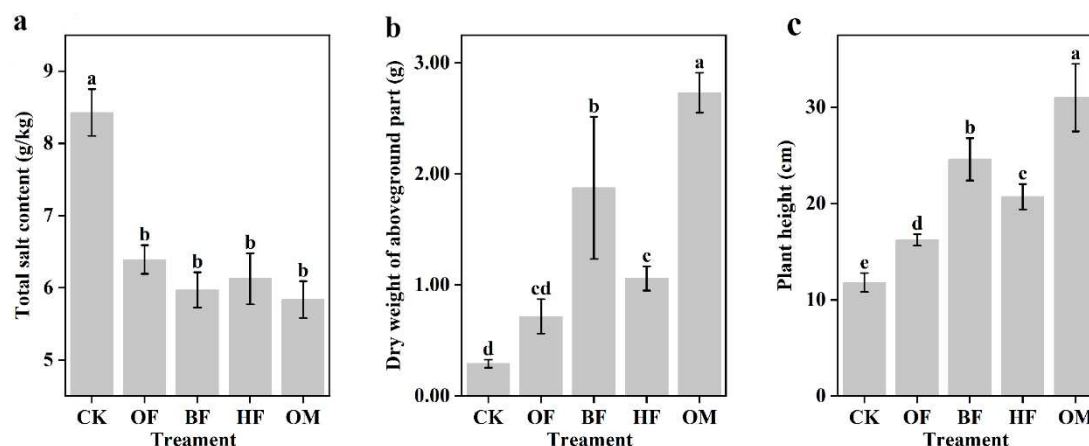 a
Total salt content (g/kg)
9
8
7
6
5
a
b
b
b
b
CK OF BF HF OM
Treament
b
Dry weight of aboveground part (g)
3.00
2.00
1.00
0.00
d
cd
b
c
a
CK OF BF HF OM
Treament
c
Plant height (cm)
30
20
10
0
e
d
b
c
a
CK OF BF HF OM
Treament